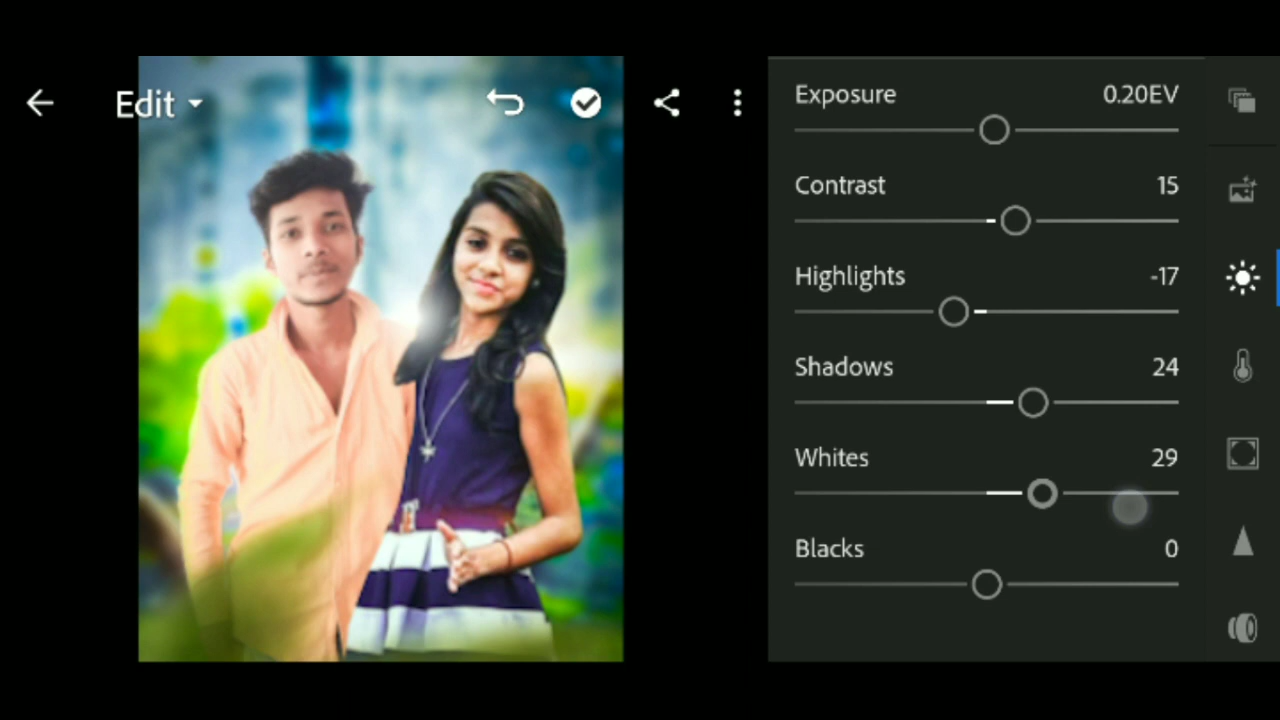 Edit
Exposure 0.20EV
Contrast 15
Highlights -17
Shadows 24
Whites 29
Blacks 0